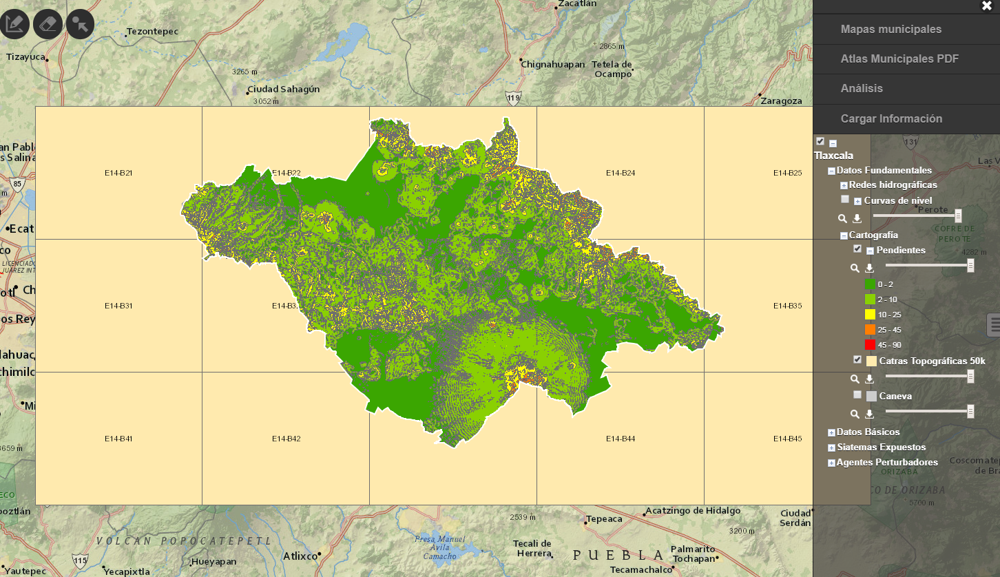 Zacatlán
Tezontepec
Tizayuca
2865 m
Chignahuapan
Tetela de
Ocampo
3265 m
Ciudad Sahagún
3052 m
119
Zaragoza
Mapas municipales
Atlas Municipales PDF
Análisis
Cargar Información
131
Las V
Tlaxcala
Datos Fundamentales
Redes hidrográficas
Curvas de nivel
Perote
Cartografía
COFRE DE
PEROTE
4282 m
Pendientes
0 - 2
2 - 10
10 - 25
25 - 45
45 - 90
Catras Topográficas 50k
Caneva
Datos Básicos
Siatemas Expuestos
Agentes Perturbadores
ORIZABA
CO DE ORIZABA
5700 m
Coscomatep
de Bra
an Pabl
s Salina
85
m
Ecat
co
LICENCIADO
JUÁREZ INT
otl
Ch
os Rey
lahuac
chimilc
Mi
3659 m
ECO
oztlán
E14-B21
E14-B22
E14-B24
E14-B25
E14-B31
E14-B3
E14-B35
E14-B41
E14-B42
E14-B44
E14-B45
2539 m
Tepeaca
Acatzingo de Hidalgo
Ciudad
Serdán
3200 m
VOLCAN POPOCATEPETL
Presa Manuel
Avila
Camacho
Tecali de
Herrera
PUEBLA
Palmarito
Tochapan
Atlixco
115
Hueyapan
Yautepec
Yecapixtla
Tecamachalco